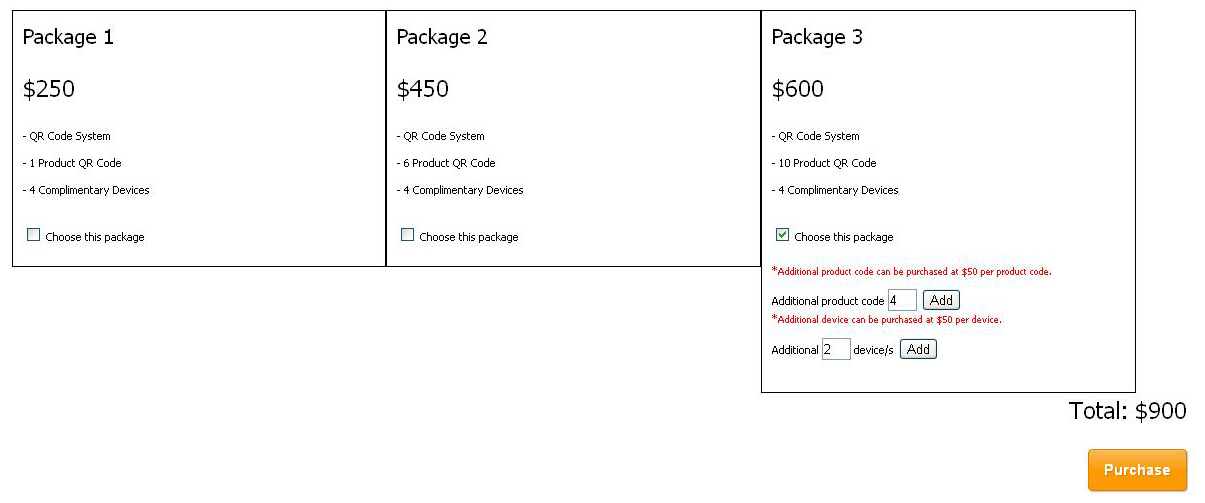 Package 1
$250
- QR Code System
- 1 Product QR Code
- 4 Complimentary Devices
Choose this package
Package 2
$450
- QR Code System
- 6 Product QR Code
- 4 Complimentary Devices
Choose this package
Package 3
$600
- QR Code System
- 10 Product QR Code
- 4 Complimentary Devices
Choose this package
*Additional product code can be purchased at $50 per product code.
Additional product code 4 Add
*Additional device can be purchased at $50 per device.
Additional 2 device/s Add
Total: $900
Purchase